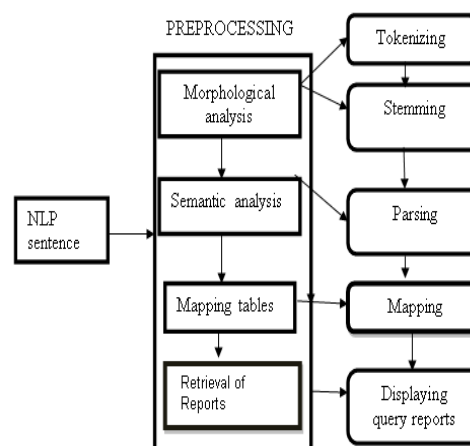 PREPROCESSING
Morphological
analysis
Semantic analysis
Mapping tables
Retrieval of
Reports
NLP
sentence
Tokenizing
Stemming
Parsing
Mapping
Displaying
query reports